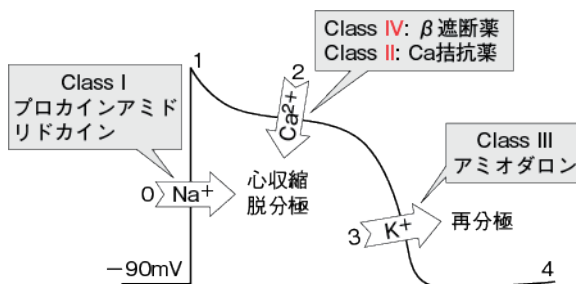 1
Class IV: β遮断薬
Class II: Ca拮抗薬
Class I
プロカインアミド
リドカイン
2
Ca2+
Class III
アミオダロン
0
Na+
心収縮
脱分極
3
K+
再分極
−90mV
4